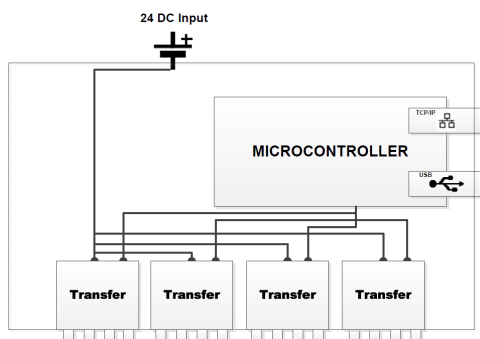 24 DC Input
TCP/IP
MICROCONTROLLER
USB
Transfer
Transfer
Transfer
Transfer